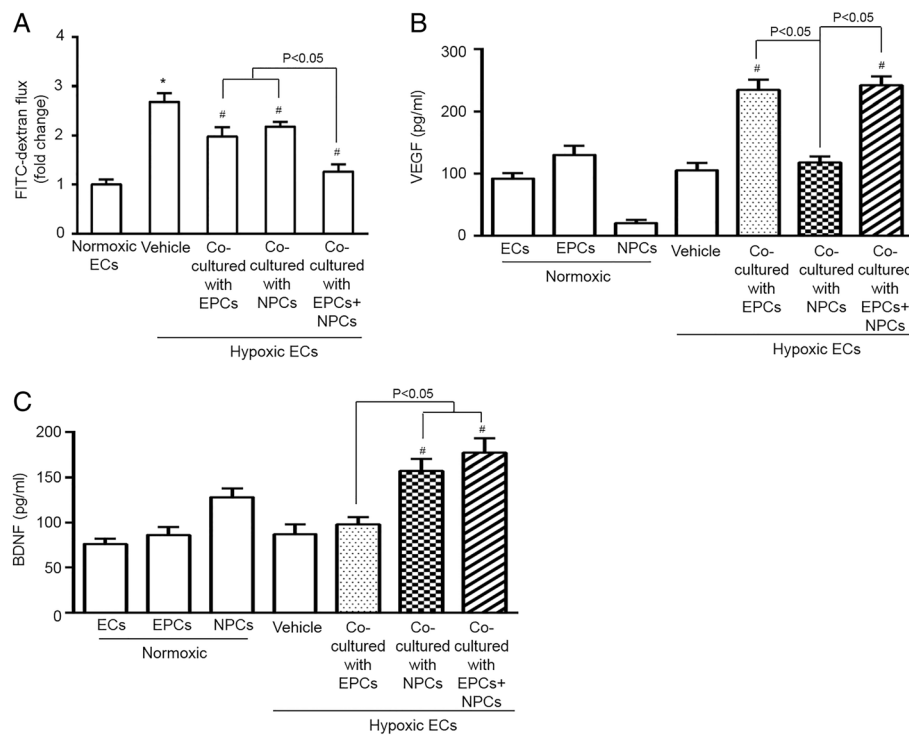 A
FITC-dextran flux
(fold change)
4
3
2
1
0
*
#
#
#
P<0.05
Normoxic
ECs
Vehicle
Co-
cultured
with
EPCs
Co-
cultured
with
NPCs
Co-
cultured
with
EPCs+
NPCs
Hypoxic ECs
B
VEGF (pg/ml)
300
200
100
0
P<0.05
P<0.05
#
#
ECs
EPCs
NPCs
Normoxic
Vehicle
Co-
cultured
with
EPCs
Co-
cultured
with
NPCs
Co-
cultured
with
EPCs+
NPCs
Hypoxic ECs
C
BDNF (pg/ml)
200
150
100
50
0
P<0.05
#
#
ECs
EPCs
NPCs
Normoxic
Vehicle
Co-
cultured
with
EPCs
Co-
cultured
with
NPCs
Co-
cultured
with
EPCs+
NPCs
Hypoxic ECs